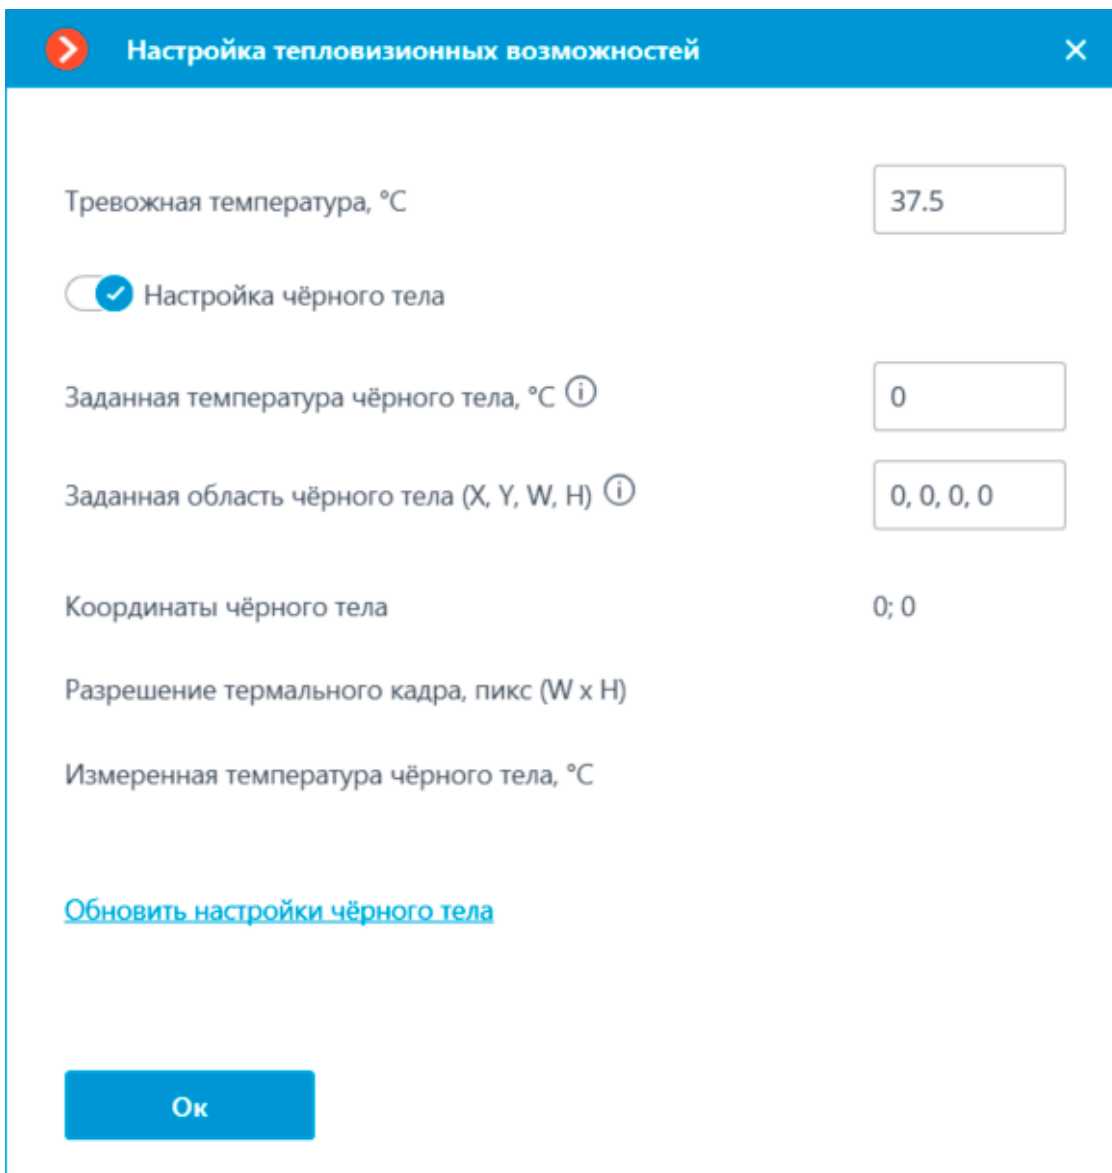 Настройка тепловизионных возможностей
Тревожная температура, °C 37.5
Настройка чёрного тела
Заданная температура чёрного тела, °C 0
Заданная область чёрного тела (X, Y, W, H) 0, 0, 0, 0
Координаты чёрного тела 0; 0
Разрешение термального кадра, пикс (W x H)
Измеренная температура чёрного тела, °C
Обновить настройки чёрного тела
Ок